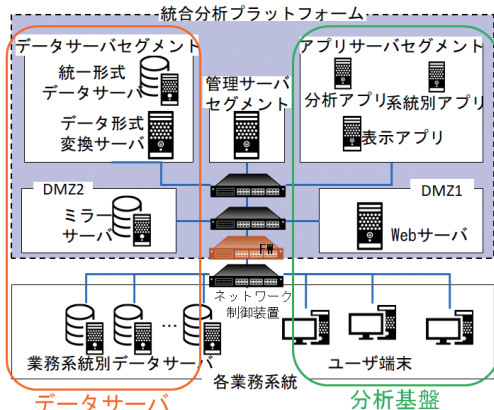 統合分析プラットフォーム
データサーバセグメント
統一形式
データサーバ
データ形式
変換サーバ
管理サーバ
セグメント
アプリサーバセグメント
分析アプリ
系統別アプリ
表示アプリ
DMZ2
ミラー
サーバ
DMZ1
Webサーバ
FW
ネットワーク
制御装置
…
業務系統別データサーバ
ユーザ端末
各業務系統
データサーバ
分析基盤